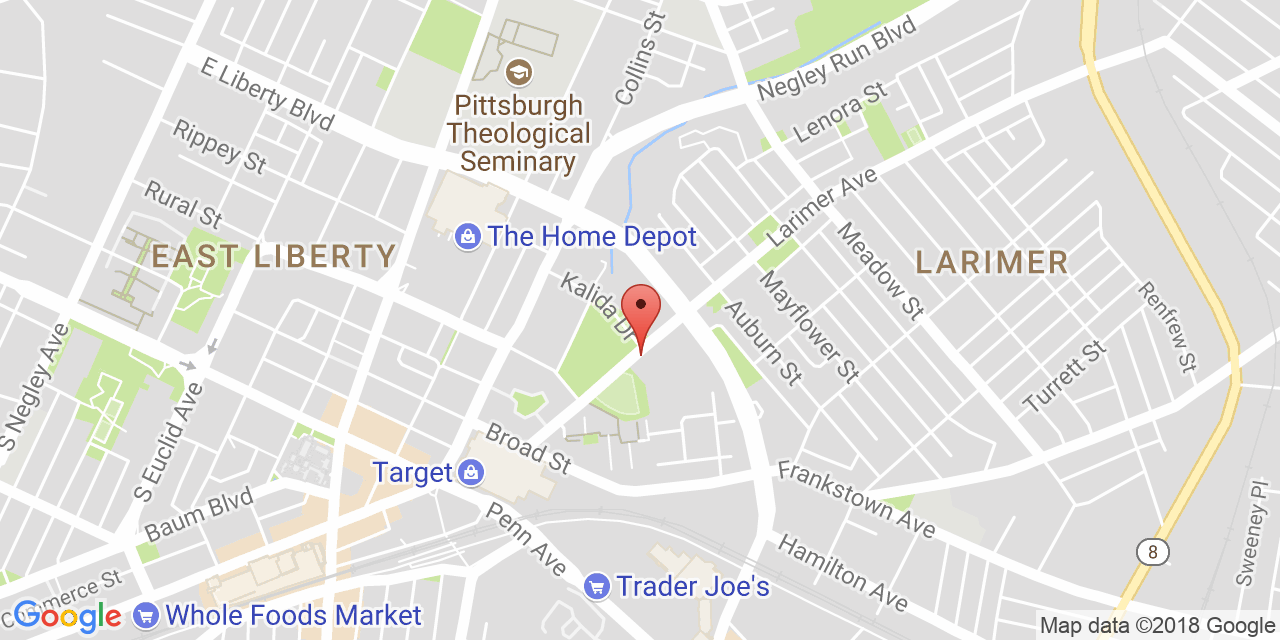 Collins St
Negley Run Blvd
E Liberty Blvd
Pittsburgh
Theological
Seminary
Lenora St
Rippey St
Larimer Ave
Rural St
The Home Depot
EAST LIBERTY
LARIMER
Meadow St
Kalida Dr
Mayflower St
Renfrew St
Auburn St
S Negley Ave
Turrett St
S Euclid Ave
Broad St
Target
Frankstown Ave
Baum Blvd
Penn Ave
Sweeney Pl
8
Hamilton Ave
Trader Joe's
Commerce St
Google
Whole Foods Market
Map data ©2018 Google